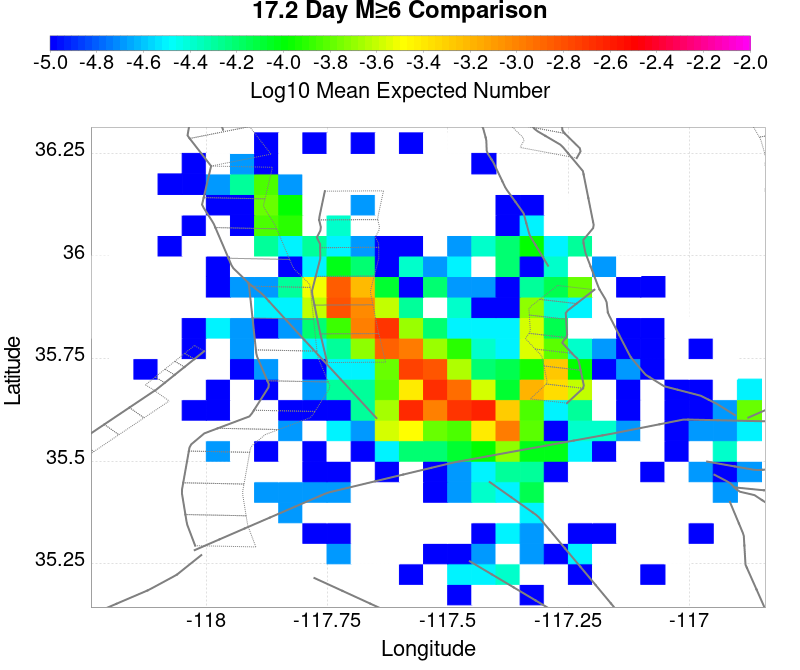 17.2 Day M≥6 Comparison
-5.0 -4.8 -4.6 -4.4 -4.2 -4.0 -3.8 -3.6 -3.4 -3.2 -3.0 -2.8 -2.6 -2.4 -2.2 -2.0
Log10 Mean Expected Number
36.25
36
35.75
35.5
35.25
Latitude
-118 -117.75 -117.5 -117.25 -117
Longitude